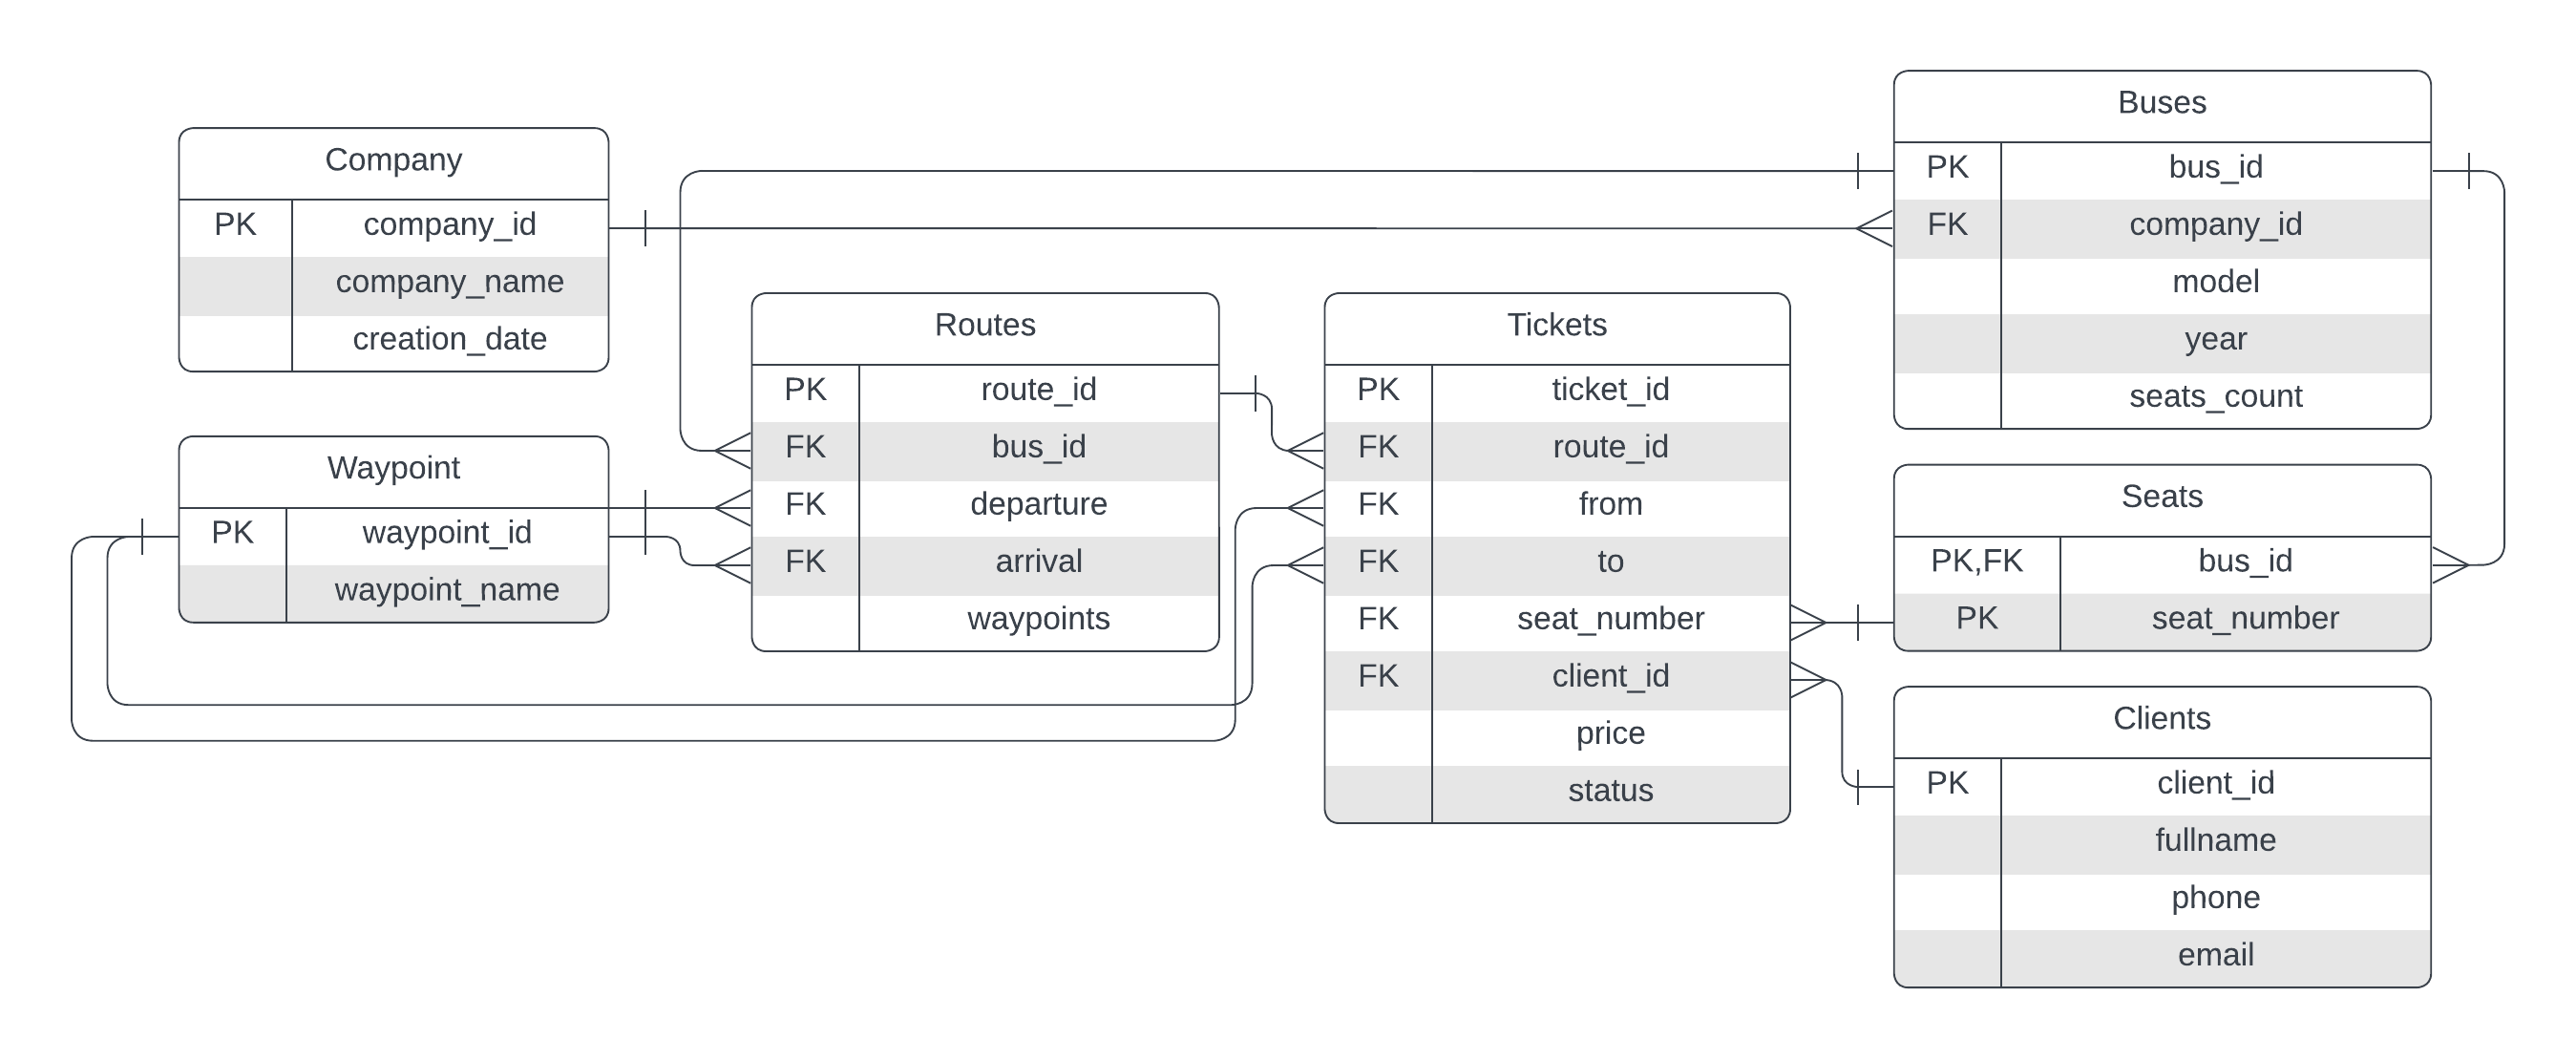 Company
PK company_id
company_name
creation_date
Waypoint
PK waypoint_id
waypoint_name
Routes
PK route_id
FK bus_id
FK departure
FK arrival
waypoints
Tickets
PK ticket_id
FK route_id
FK from
FK to
FK seat_number
FK client_id
price
status
Buses
PK bus_id
FK company_id
model
year
seats_count
Seats
PK,FK bus_id
PK seat_number
Clients
PK client_id
fullname
phone
email